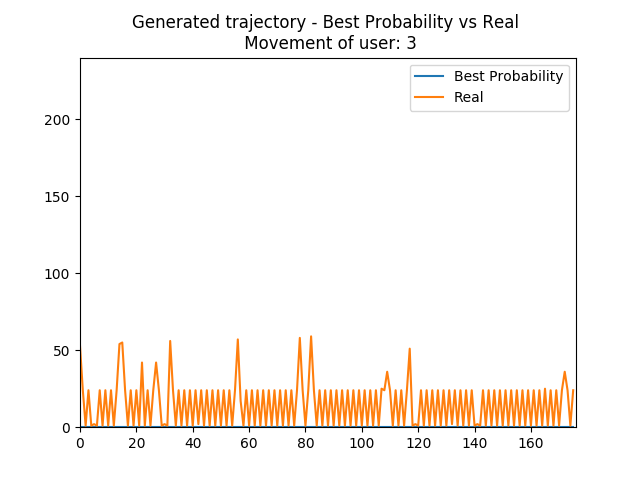 Generated trajectory - Best Probability vs Real
Movement of user: 3
Best Probability
Real
200
150
100
50
0
0 20 40 60 80 100 120 140 160